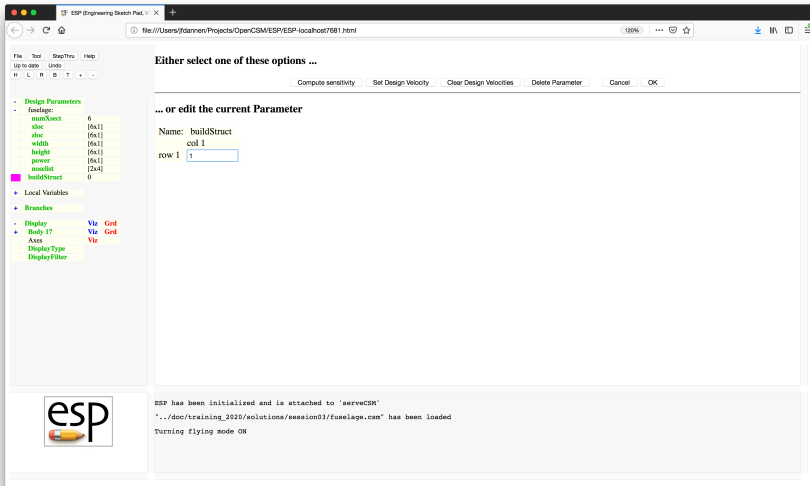 ESP (Engineering Sketch Pad, V
file:///Users/jfdannen/Projects/OpenCSM/ESP/ESP-localhost7681.html
120%
File Tool StepThru Help
Up to date Undo
H L R B T + -
- Design Parameters
- fuselage:
numXsect 6
xloc [6x1]
zloc [6x1]
width [6x1]
height [6x1]
power [6x1]
noselist [2x4]
buildStruct 0
+ Local Variables
+ Branches
- Display Viz Grd
+ Body 17 Viz Grd
Axes Viz
DisplayType
DisplayFilter
Either select one of these options ...
Compute sensitivity Set Design Velocity Clear Design Velocities Delete Parameter Cancel OK
... or edit the current Parameter
Name: buildStruct
col 1
row 1 1
esp
ESP has been initialized and is attached to 'serveCSM'
"../doc/training_2020/solutions/session03/fuselage.csm" has been loaded
Turning flying mode ON